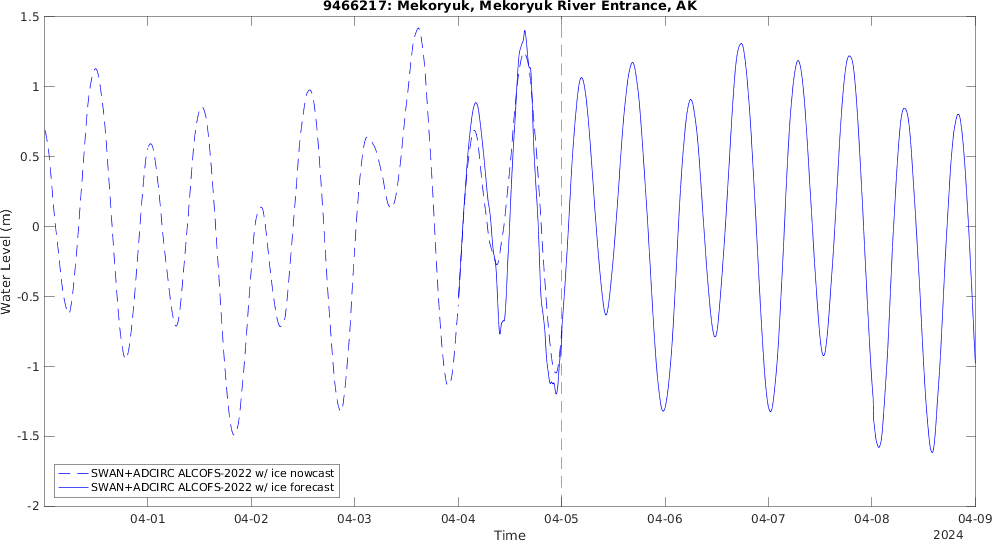 9466217: Mekoryuk, Mekoryuk River Entrance, AK
1.5
1
0.5
0
-0.5
-1
-1.5
-2
Water Level (m)
SWAN+ADCIRC ALCOFS-2022 w/ ice nowcast
SWAN+ADCIRC ALCOFS-2022 w/ ice forecast
04-01 04-02 04-03 04-04 04-05 04-06 04-07 04-08 04-09
Time
2024